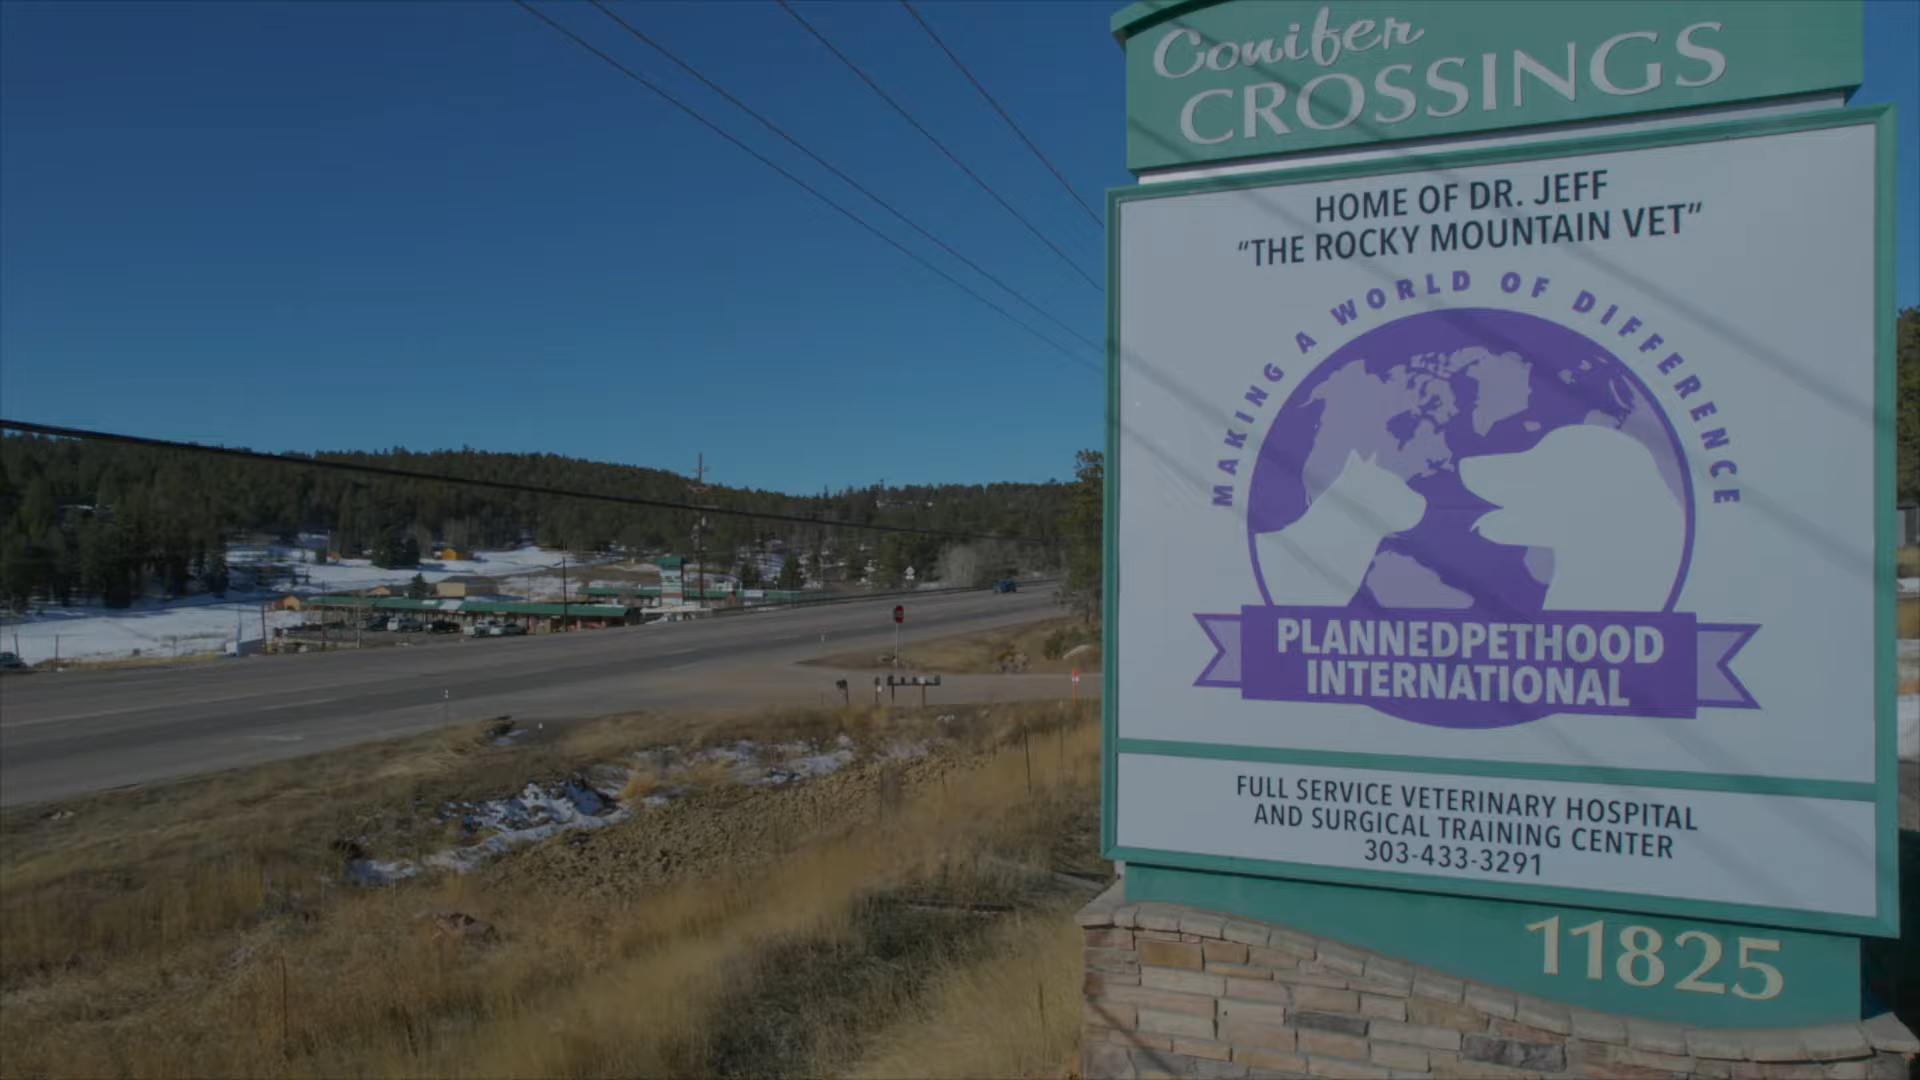 Conifer
CROSSINGS
HOME OF DR. JEFF
"THE ROCKY MOUNTAIN VET"
MAKING A WORLD OF DIFFERENCE
PLANNEDPETHOOD
INTERNATIONAL
FULL SERVICE VETERINARY HOSPITAL
AND SURGICAL TRAINING CENTER
303-433-3291
11825